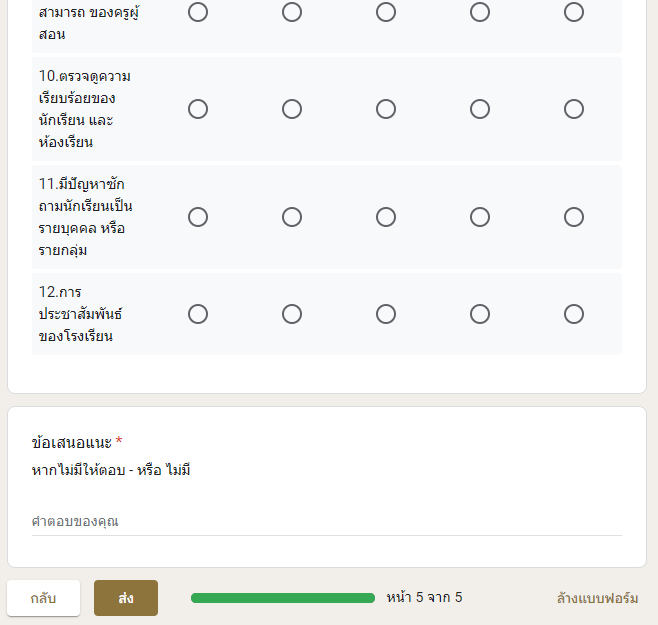 สามารถ ของครูผู้
สอน
10.ตรวจดูความ
เรียบร้อยของ
นักเรียน และ
ห้องเรียน
11.มีปัญหาซัก
ถามนักเรียนเป็น
รายบุคคล หรือ
รายกลุ่ม
12.การ
ประชาสัมพันธ์
ของโรงเรียน
ข้อเสนอแนะ *
หากไม่มีให้ตอบ - หรือ ไม่มี
คำตอบของคุณ
กลับ ส่ง หน้า 5 จาก 5 ล้างแบบฟอร์ม